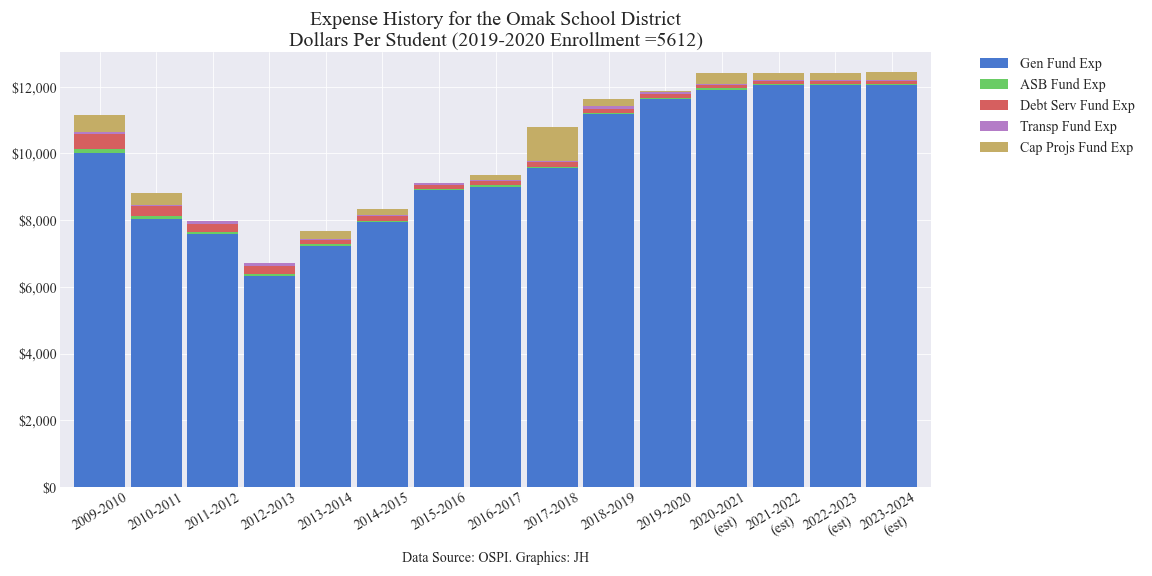 Expense History for the Omak School District
Dollars Per Student (2019-2020 Enrollment =5612)
$12,000
$10,000
$8,000
$6,000
$4,000
$2,000
$0
2009-2010
2010-2011
2011-2012
2012-2013
2013-2014
2014-2015
2015-2016
2016-2017
2017-2018
2018-2019
2019-2020
2020-2021
(est)
2021-2022
(est)
2022-2023
(est)
2023-2024
(est)
Data Source: OSPI. Graphics: JH
Gen Fund Exp
ASB Fund Exp
Debt Serv Fund Exp
Transp Fund Exp
Cap Projs Fund Exp